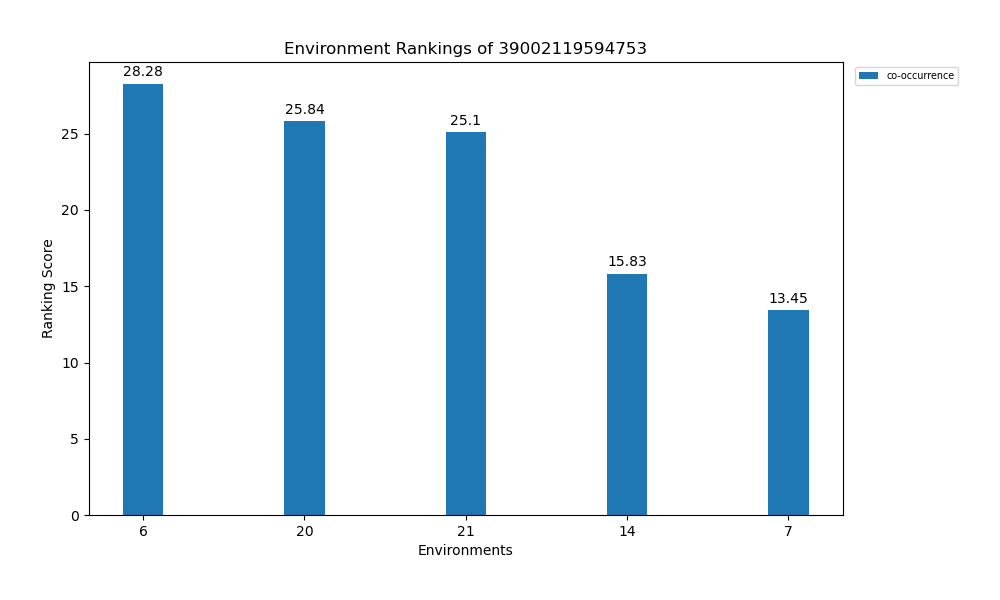 Environment Rankings of 39002119594753
co-occurrence
28.28
25.84
25.1
15.83
13.45
Ranking Score
25
20
15
10
5
0
6 20 21 14 7
Environments